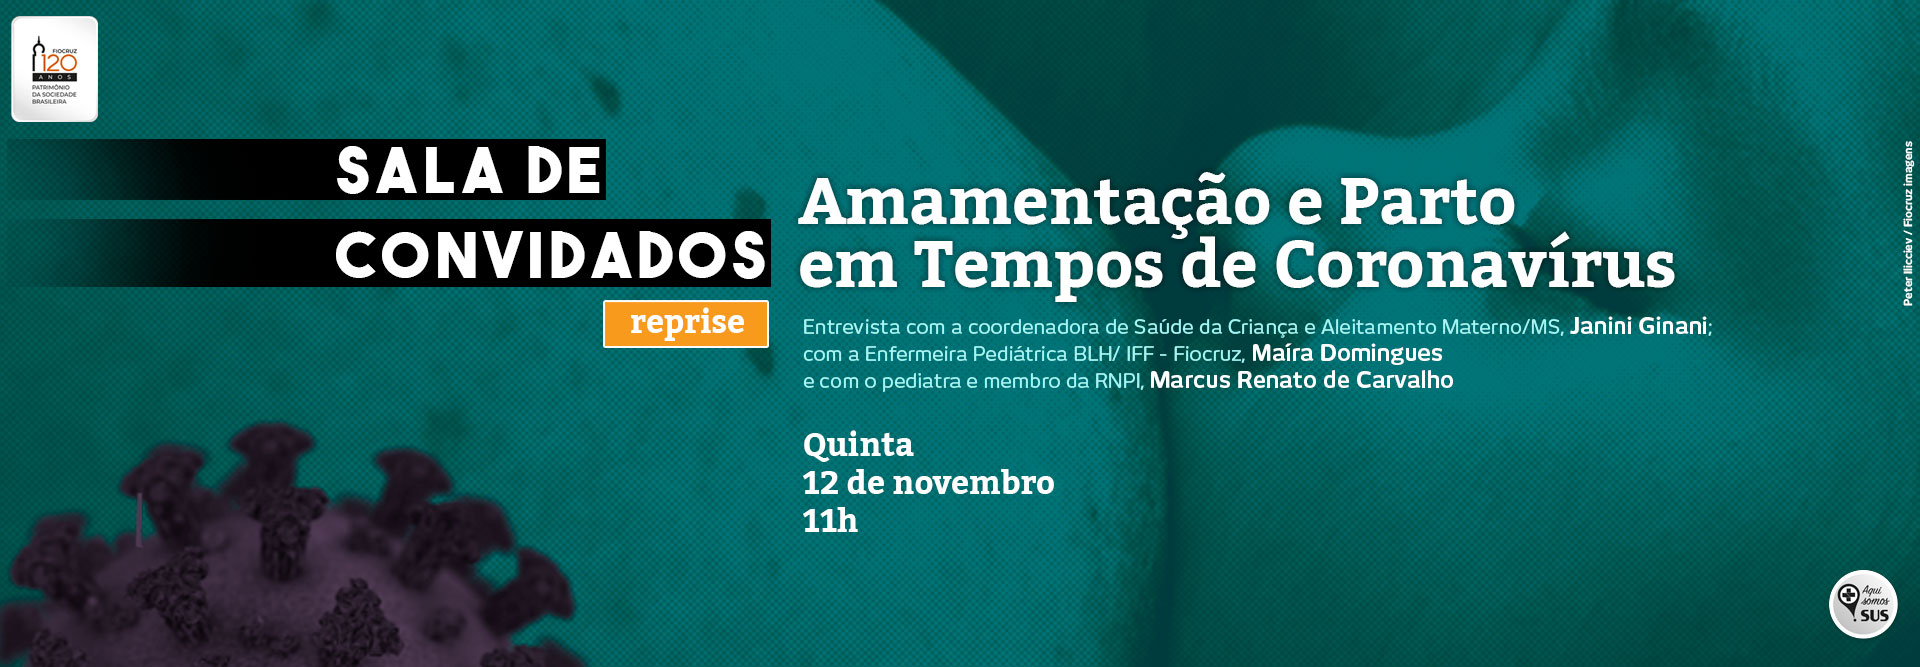 FIOCRUZ
120
ANOS
PATRIMÔNIO
DA SOCIEDADE
BRASILEIRA
SALA DE
CONVIDADOS
reprise
Amamentação e Parto
em Tempos de Coronavírus
Entrevista com a coordenadora de Saúde da Criança e Aleitamento Materno/MS, Janini Ginani;
com a Enfermeira Pediátrica BLH/ IFF - Fiocruz, Maíra Domingues
e com o pediatra e membro da RNPI, Marcus Renato de Carvalho
Quinta
12 de novembro
11h
Peter Ilicciev / Fiocruz imagens
Aqui
somos
SUS